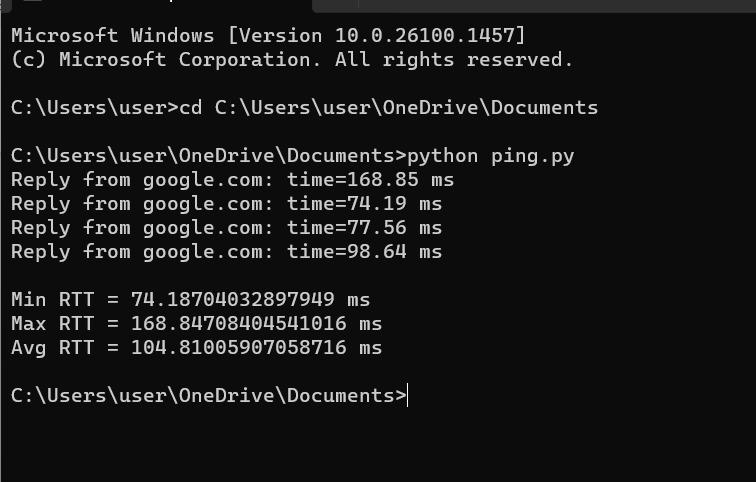 Microsoft Windows [Version 10.0.26100.1457]
(c) Microsoft Corporation. All rights reserved.
C:\Users\user>cd C:\Users\user\OneDrive\Documents
C:\Users\user\OneDrive\Documents>python ping.py
Reply from google.com: time=168.85 ms
Reply from google.com: time=74.19 ms
Reply from google.com: time=77.56 ms
Reply from google.com: time=98.64 ms
Min RTT = 74.18704032897949 ms
Max RTT = 168.84708404541016 ms
Avg RTT = 104.81005907058716 ms
C:\Users\user\OneDrive\Documents>